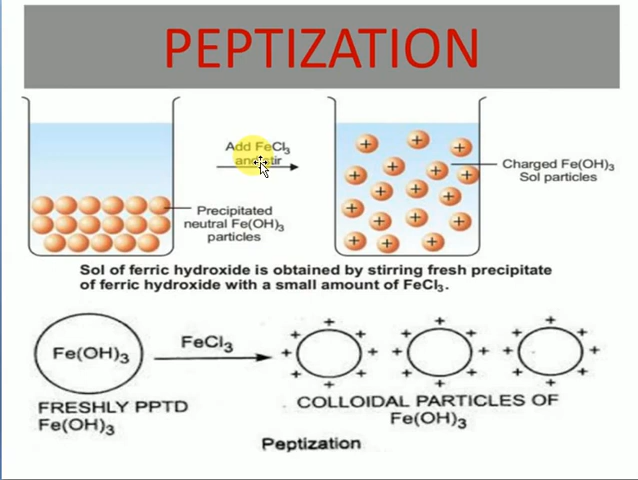 PEPTIZATION
Add FeCl₃
and stir
Precipitated
neutral Fe(OH)₃
particles
+ + + + + + + + + + + + + + + +
Charged Fe(OH)₃
Sol particles
Sol of ferric hydroxide is obtained by stirring fresh precipitate
of ferric hydroxide with a small amount of FeCl₃.
Fe(OH)₃
FeCl₃
+ + + + + + + +
+ + + + + + + +
+ + + + + + + +
FRESHLY PPTD
Fe(OH)₃
COLLOIDAL PARTICLES OF
Fe(OH)₃
Peptization